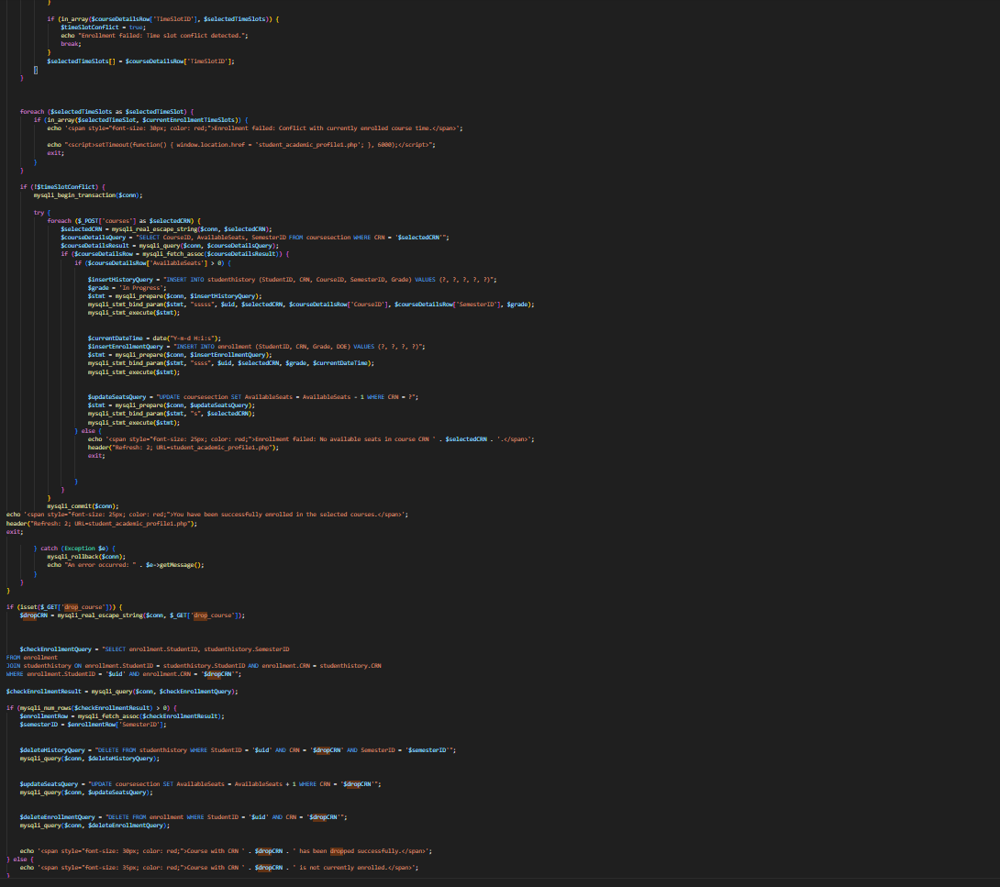 }
if (in_array($courseDetailsRow['TimeSlotID'], $selectedTimeSlots)) {
$timeSlotConflict = true;
echo "Enrollment failed: Time slot conflict detected.";
break;
}
$selectedTimeSlots[] = $courseDetailsRow['TimeSlotID'];
}
}
foreach ($selectedTimeSlots as $selectedTimeSlot) {
if (in_array($selectedTimeSlot, $currentEnrollmentTimeSlots)) {
echo '<span style="font-size: 30px; color: red;">Enrollment failed: Conflict with currently enrolled course time.</span>';
echo "<script>setTimeout(function() { window.location.href = 'student_academic_profile1.php'; }, 6000);</script>";
exit;
}
}
if (!$timeSlotConflict) {
mysqli_begin_transaction($conn);
try {
foreach ($_POST['courses'] as $selectedCRN) {
$selectedCRN = mysqli_real_escape_string($conn, $selectedCRN);
$courseDetailsQuery = "SELECT CourseID, AvailableSeats, SemesterID FROM coursesection WHERE CRN = '$selectedCRN'";
$courseDetailsResult = mysqli_query($conn, $courseDetailsQuery);
if ($courseDetailsRow = mysqli_fetch_assoc($courseDetailsResult)) {
if ($courseDetailsRow['AvailableSeats'] > 0) {
$insertHistoryQuery = "INSERT INTO studenthistory (StudentID, CRN, CourseID, SemesterID, Grade) VALUES (?, ?, ?, ?, ?)";
$grade = 'In Progress';
$stmt = mysqli_prepare($conn, $insertHistoryQuery);
mysqli_stmt_bind_param($stmt, "sssss", $uid, $selectedCRN, $courseDetailsRow['CourseID'], $courseDetailsRow['SemesterID'], $grade);
mysqli_stmt_execute($stmt);
$currentDateTime = date("Y-m-d H:i:s");
$insertEnrollmentQuery = "INSERT INTO enrollment (StudentID, CRN, Grade, DOE) VALUES (?, ?, ?, ?)";
$stmt = mysqli_prepare($conn, $insertEnrollmentQuery);
mysqli_stmt_bind_param($stmt, "ssss", $uid, $selectedCRN, $grade, $currentDateTime);
mysqli_stmt_execute($stmt);
$updateSeatsQuery = "UPDATE coursesection SET AvailableSeats = AvailableSeats - 1 WHERE CRN = ?";
$stmt = mysqli_prepare($conn, $updateSeatsQuery);
mysqli_stmt_bind_param($stmt, "s", $selectedCRN);
mysqli_stmt_execute($stmt);
} else {
echo '<span style="font-size: 25px; color: red;">Enrollment failed: No available seats in course CRN ' . $selectedCRN . '.</span>';
header("Refresh: 2; URL=student_academic_profile1.php");
exit;
}
}
}
mysqli_commit($conn);
echo '<span style="font-size: 25px; color: red;">You have been successfully enrolled in the selected courses.</span>';
header("Refresh: 2; URL=student_academic_profile1.php");
exit;
} catch (Exception $e) {
mysqli_rollback($conn);
echo "An error occurred: " . $e->getMessage();
}
}
}
if (isset($_GET['drop_course'])) {
$dropCRN = mysqli_real_escape_string($conn, $_GET['drop_course']);
$checkEnrollmentQuery = "SELECT enrollment.StudentID, studenthistory.SemesterID
FROM enrollment
JOIN studenthistory ON enrollment.StudentID = studenthistory.StudentID AND enrollment.CRN = studenthistory.CRN
WHERE enrollment.StudentID = '$uid' AND enrollment.CRN = '$dropCRN'";
$checkEnrollmentResult = mysqli_query($conn, $checkEnrollmentQuery);
if (mysqli_num_rows($checkEnrollmentResult) > 0) {
$enrollmentRow = mysqli_fetch_assoc($checkEnrollmentResult);
$semesterID = $enrollmentRow['SemesterID'];
$deleteHistoryQuery = "DELETE FROM studenthistory WHERE StudentID = '$uid' AND CRN = '$dropCRN' AND SemesterID = '$semesterID'";
mysqli_query($conn, $deleteHistoryQuery);
$updateSeatsQuery = "UPDATE coursesection SET AvailableSeats = AvailableSeats + 1 WHERE CRN = '$dropCRN'";
mysqli_query($conn, $updateSeatsQuery);
$deleteEnrollmentQuery = "DELETE FROM enrollment WHERE StudentID = '$uid' AND CRN = '$dropCRN'";
mysqli_query($conn, $deleteEnrollmentQuery);
echo '<span style="font-size: 30px; color: red;">Course with CRN ' . $dropCRN . ' has been dropped successfully.</span>';
} else {
echo '<span style="font-size: 35px; color: red;">Course with CRN ' . $dropCRN . ' is not currently enrolled.</span>';
}